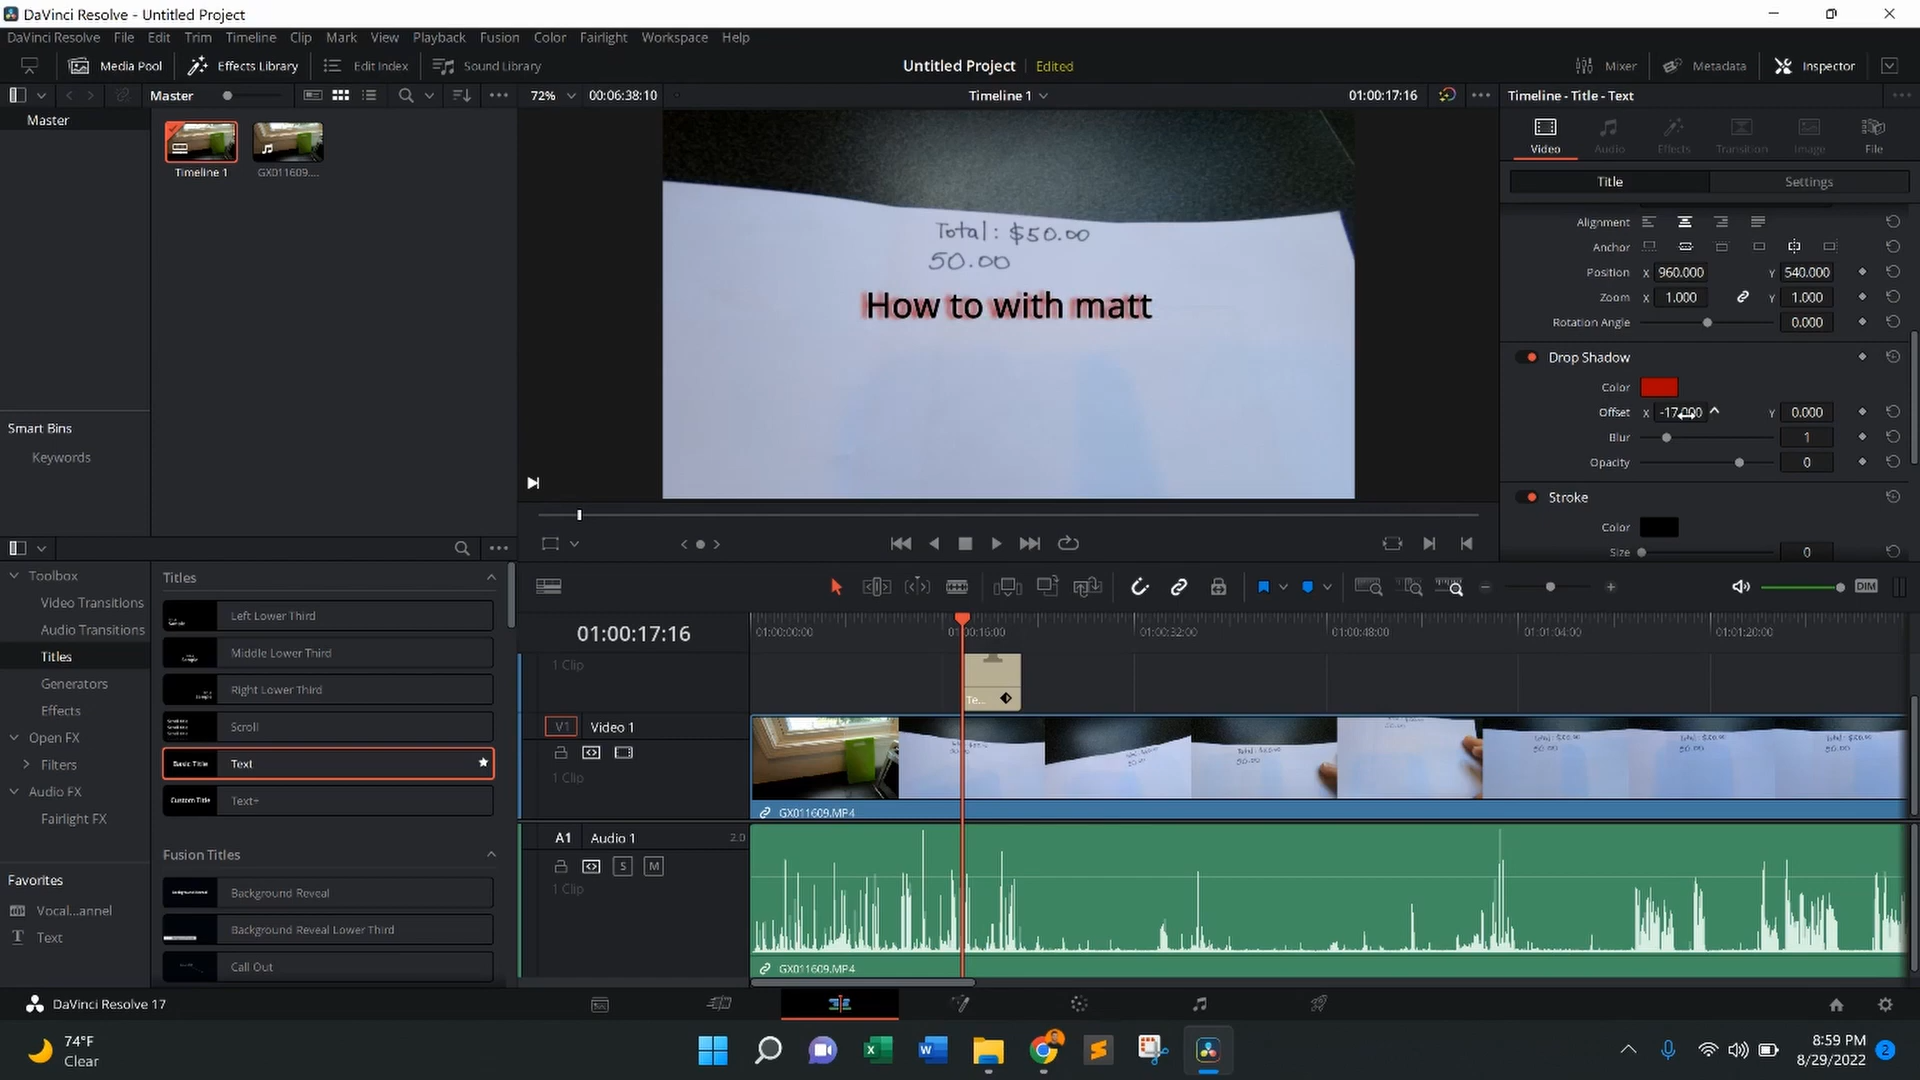 DaVinci Resolve - Untitled Project
DaVinci Resolve File Edit Trim Timeline Clip Mark View Playback Fusion Color Fairlight Workspace Help
Media Pool Effects Library Edit Index Sound Library Untitled Project Edited Mixer Metadata Inspector
Master 72% 00:06:38:10 Timeline 1 01:00:17:16 Timeline - Title - Text
Master
Timeline 1 GX011609....
Video Audio Effects Transition Image File
Title Settings
Total: $50.00
50.00
How to with matt
Alignment
Anchor
Position X 960.000 Y 540.000
Zoom X 1.000 Y 1.000
Rotation Angle 0.000
Drop Shadow
Color
Offset X -17.000 Y 0.000
Blur 1
Opacity 0
Stroke
Color
Size 0
Smart Bins
Keywords
Toolbox
Video Transitions
Audio Transitions
Titles
Generators
Effects
Open FX
Filters
Audio FX
Fairlight FX
Favorites
Vocal...annel
Text
Titles
Left Lower Third
Middle Lower Third
Right Lower Third
Scroll
Basic Title Text
Custom Title Text+
Fusion Titles
Background Reveal
Background Reveal Lower Third
Call Out
DIM
01:00:17:16 01:00:00:00 01:00:16:00 01:00:32:00 01:00:48:00 01:01:04:00 01:01:20:00
1 Clip
Te...
V1 Video 1
1 Clip
GX011609.MP4
A1 Audio 1 2.0
S M
1 Clip
GX011609.MP4
DaVinci Resolve 17
74°F
Clear
8:59 PM
8/29/2022
2